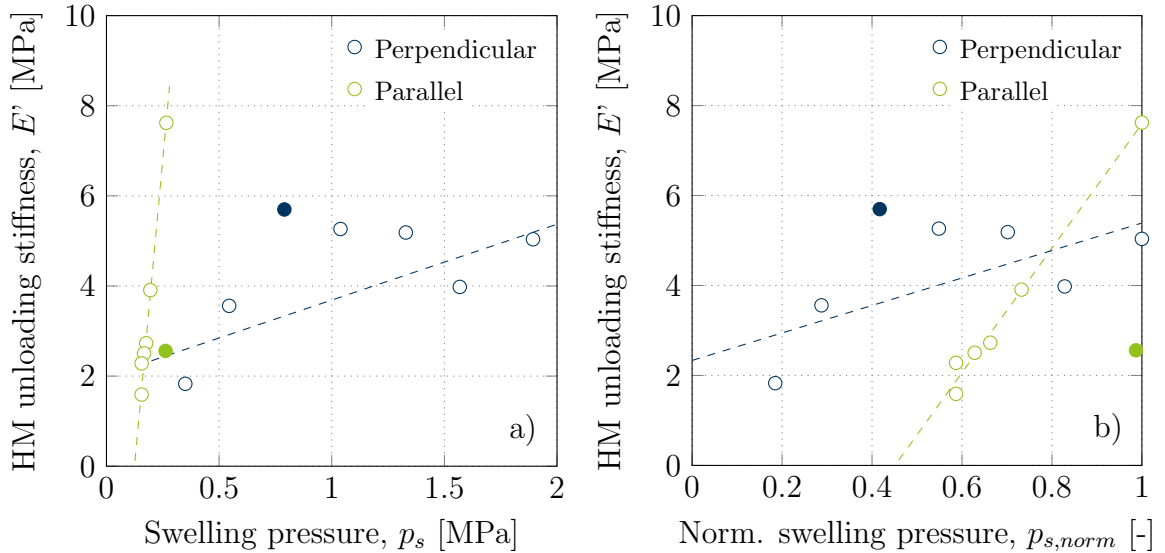 HM unloading stiffness, E’ [MPa]
10
8
6
4
2
0
Perpendicular
Parallel
a)
0 0.5 1 1.5 2
Swelling pressure, p_s [MPa]
HM unloading stiffness, E’ [MPa]
10
8
6
4
2
0
Perpendicular
Parallel
b)
0 0.2 0.4 0.6 0.8 1
Norm. swelling pressure, p_{s,norm} [-]